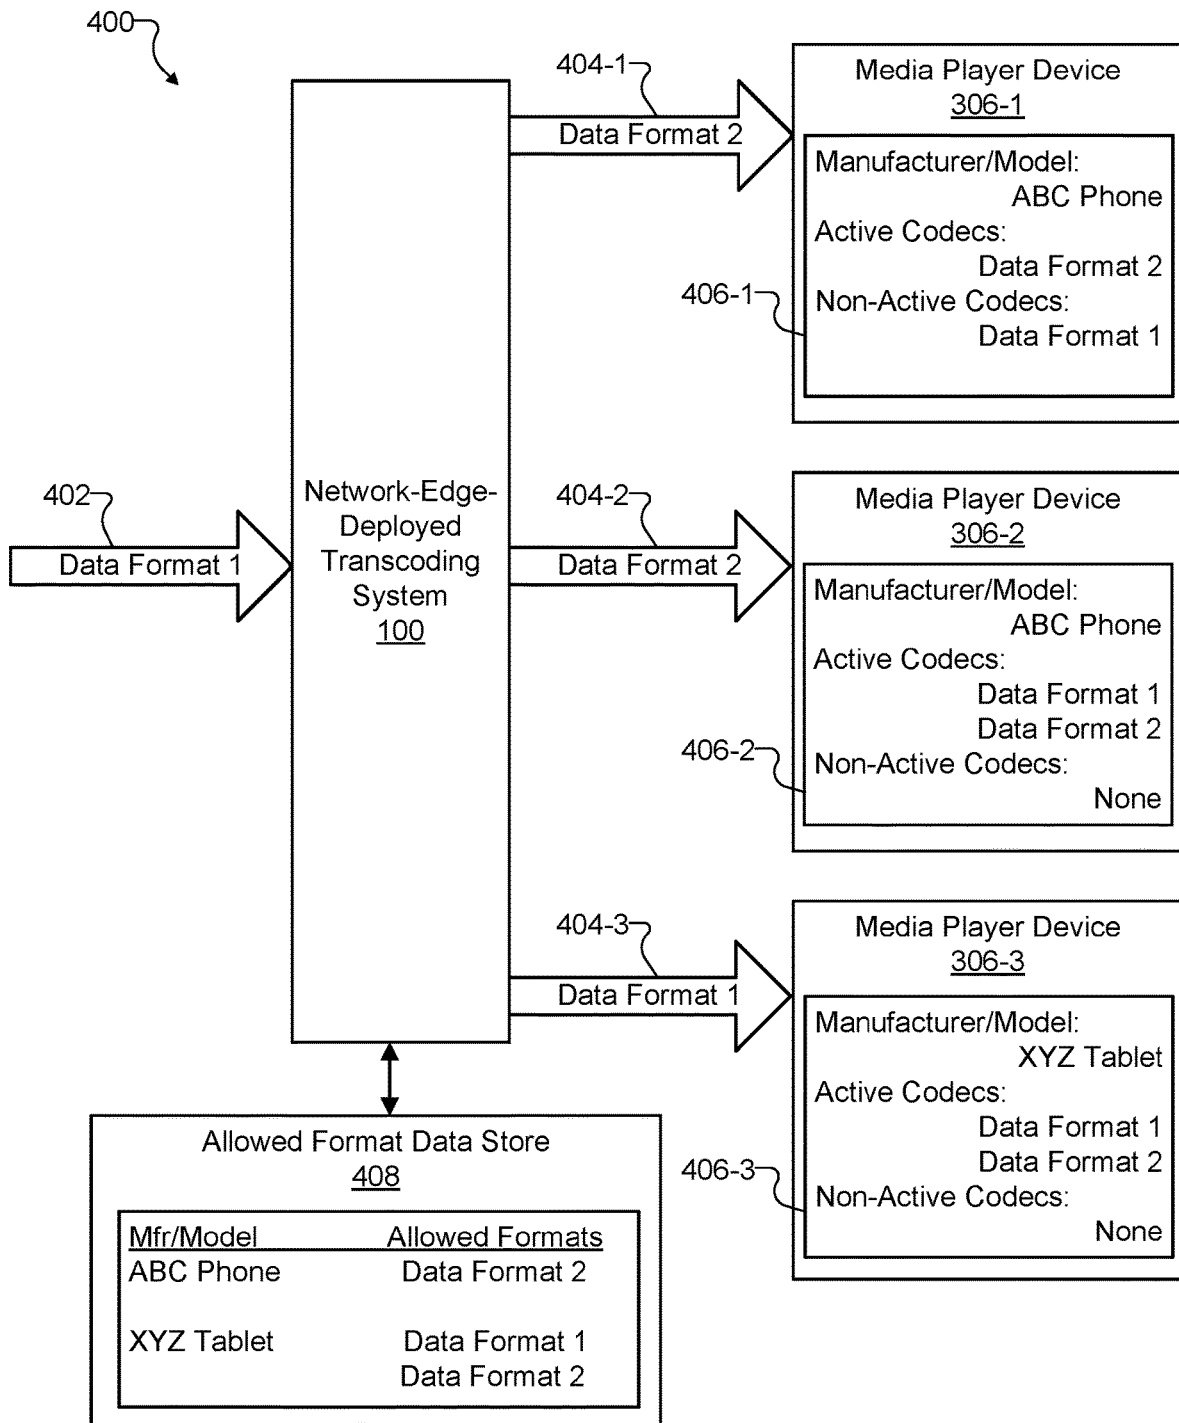 400
404-1
Data Format 2
Media Player Device
306-1
Manufacturer/Model:
ABC Phone
Active Codecs:
Data Format 2
406-1
Non-Active Codecs:
Data Format 1
402
Data Format 1
Network-Edge-
Deployed
Transcoding
System
100
404-2
Data Format 2
Media Player Device
306-2
Manufacturer/Model:
ABC Phone
Active Codecs:
Data Format 1
Data Format 2
406-2
Non-Active Codecs:
None
404-3
Data Format 1
Media Player Device
306-3
Manufacturer/Model:
XYZ Tablet
Active Codecs:
Data Format 1
Data Format 2
406-3
Non-Active Codecs:
None
Allowed Format Data Store
408
Mfr/Model Allowed Formats
ABC Phone Data Format 2
XYZ Tablet Data Format 1
Data Format 2